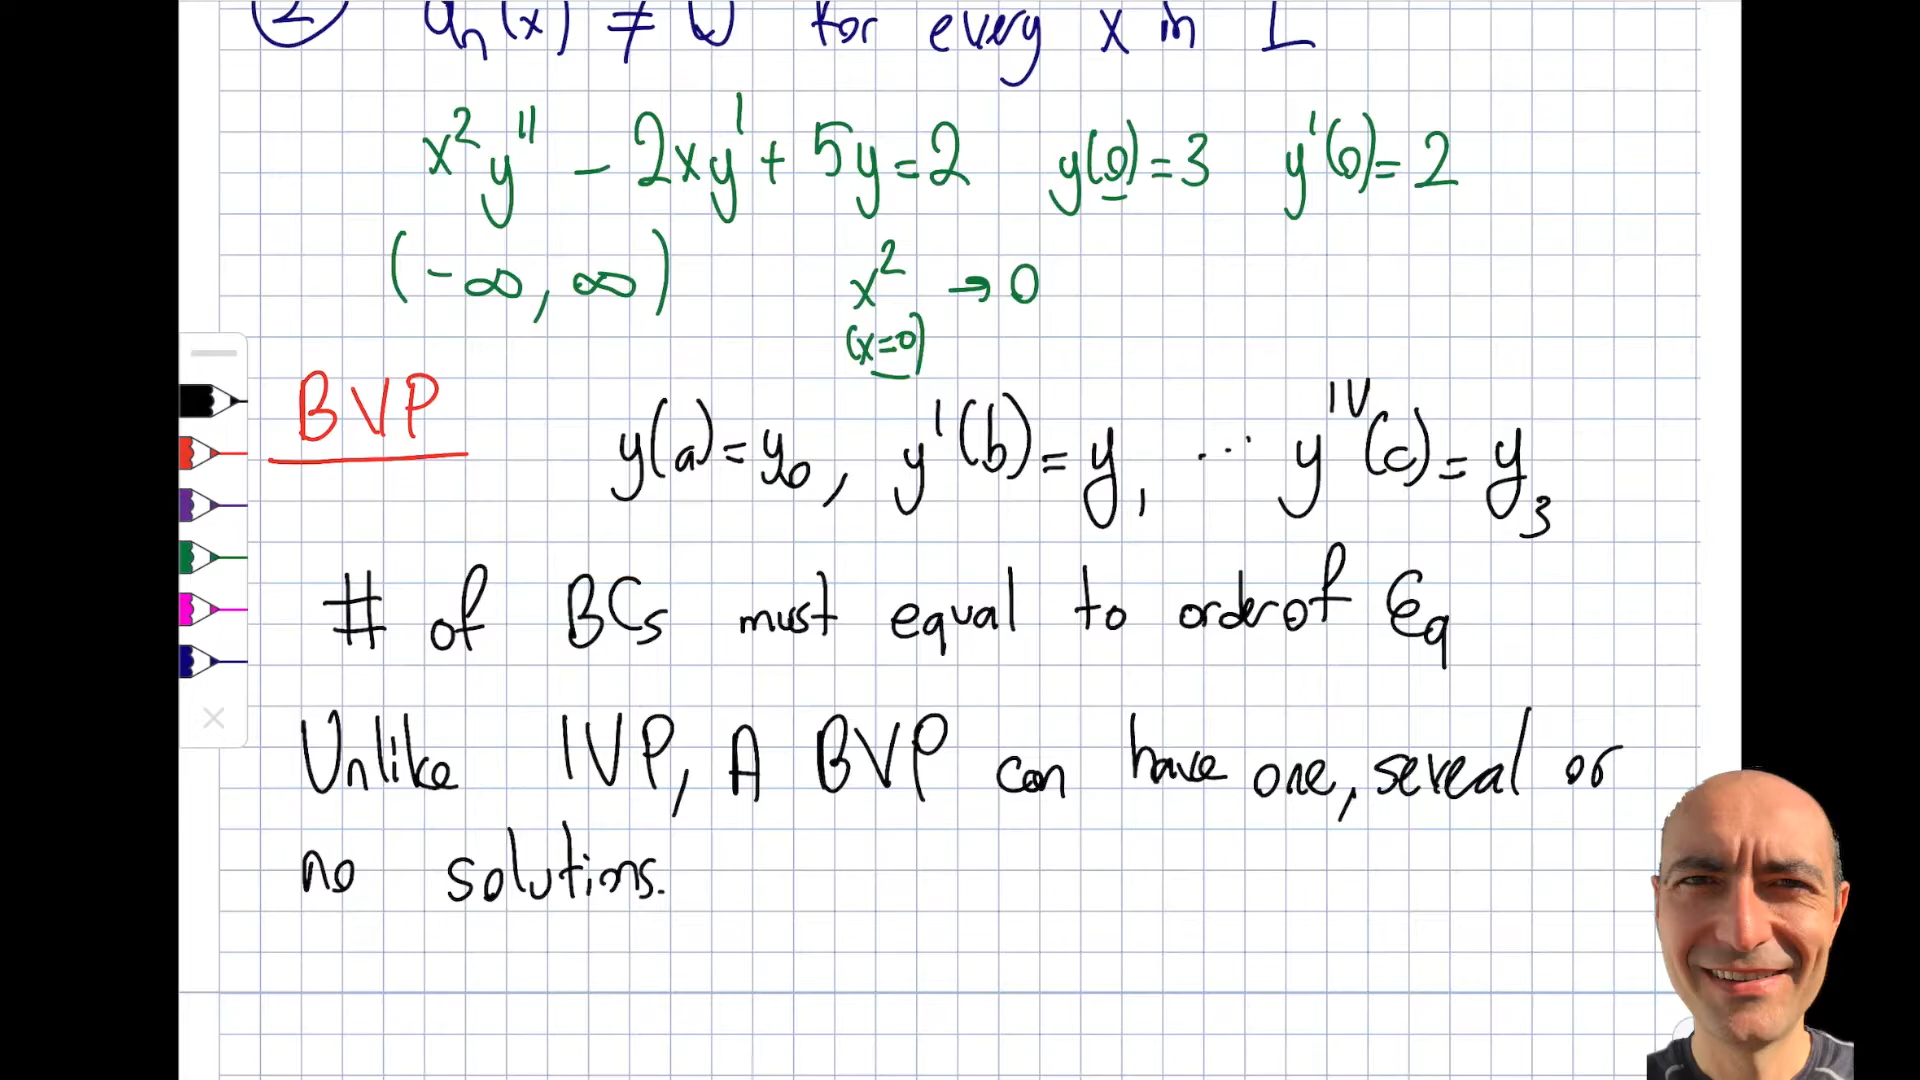 ② aₙ(x) ≠ 0 for every x in I
x²y'' - 2xy' + 5y = 2 y(0) = 3 y'(0) = 2
(-∞, ∞) x² → 0
(x=0)
BVP y(a) = y₀, y'(b) = y₁ ... y^IV(c) = y₃
# of BCs must equal to order of Eq
Unlike IVP, A BVP can have one, sereal or
no solutions.